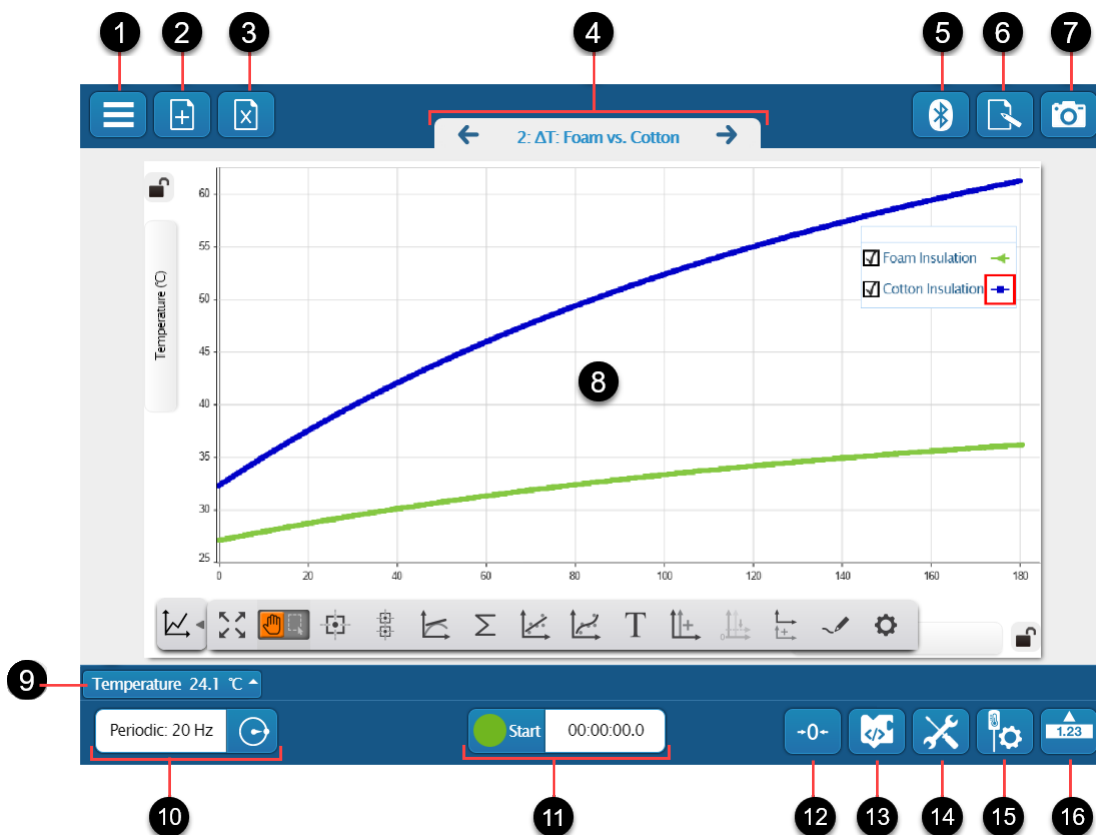 1 2 3 4 5 6 7
2: ΔT: Foam vs. Cotton
60
55
50
45
40
35
30
25
Temperature (℃)
Foam Insulation
Cotton Insulation
8
0 20 40 60 80 100 120 140 160 180
Σ T
0
9
Temperature 24.1 ℃
Periodic: 20 Hz
Start 00:00:00.0
→0← </> 1.23
10 11 12 13 14 15 16